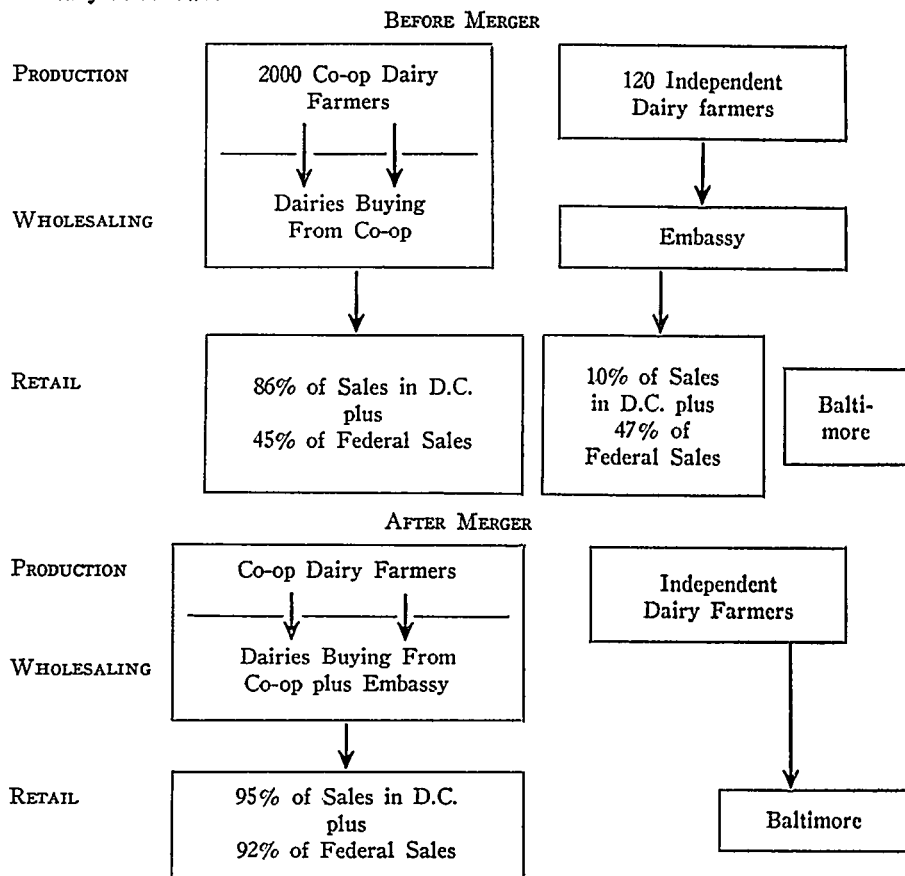 BEFORE MERGER
PRODUCTION
2000 Co-op Dairy
Farmers
120 Independent
Dairy farmers
WHOLESALING
Dairies Buying
From Co-op
Embassy
RETAIL
86% of Sales in D.C.
plus
45% of Federal Sales
10% of Sales
in D.C. plus
47% of
Federal Sales
Balti-
more
AFTER MERGER
PRODUCTION
Co-op Dairy Farmers
Independent
Dairy Farmers
WHOLESALING
Dairies Buying From
Co-op plus Embassy
RETAIL
95% of Sales in D.C.
plus
92% of Federal Sales
Baltimore